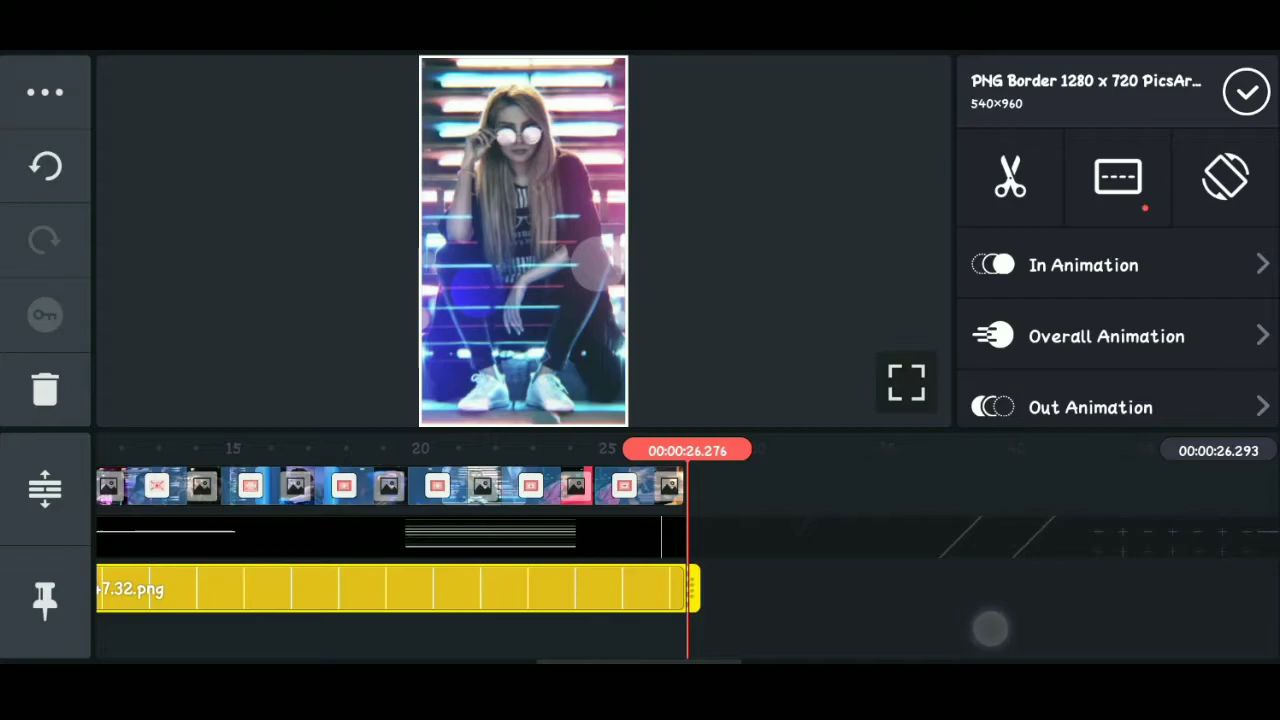 PNG Border 1280 x 720 PicsAr...
540×960
In Animation
Overall Animation
Out Animation
15
20
25
00:00:26.276
00:00:26.293
47.32.png